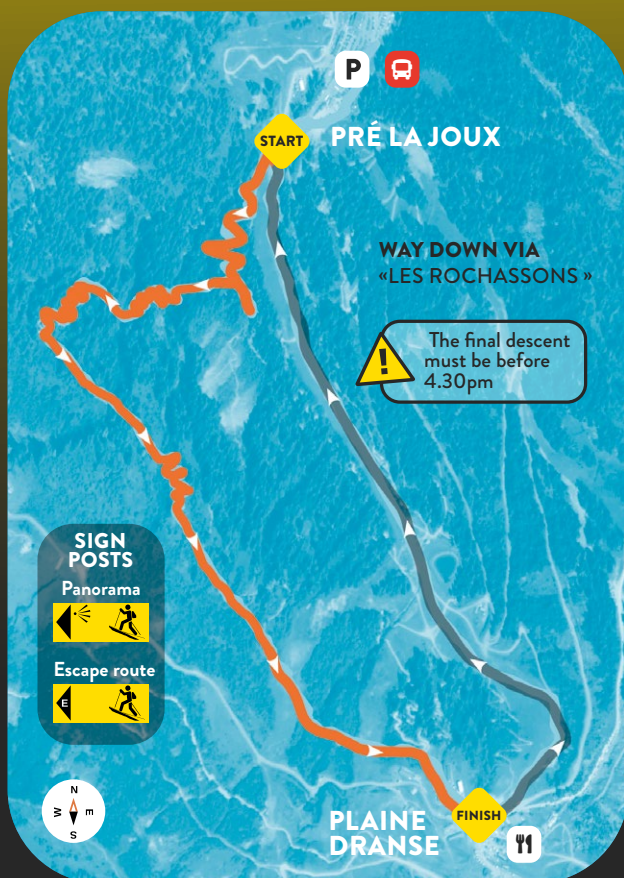 P
START
PRÉ LA JOUX
WAY DOWN VIA
«LES ROCHASSONS »
!
The final descent
must be before
4.30pm
SIGN
POSTS
Panorama
Escape route
E
N
W E
S
PLAINE
DRANSE
FINISH